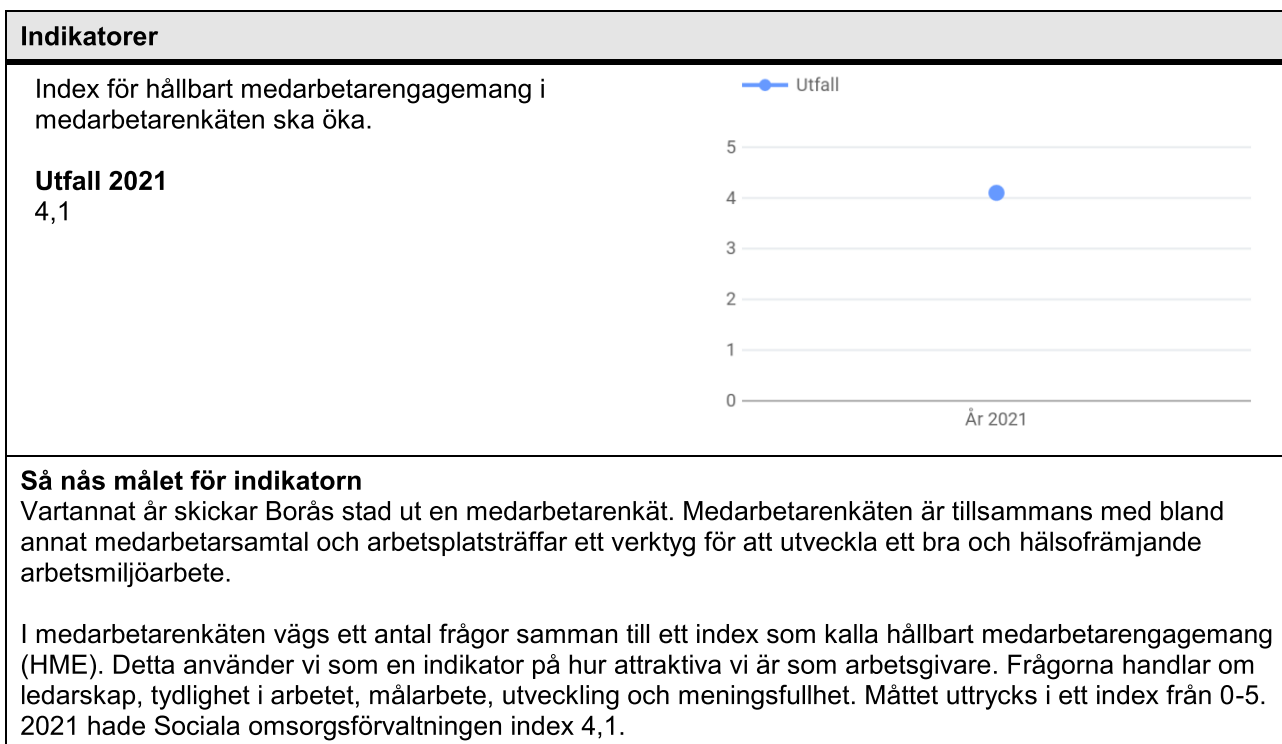 Indikatorer
Index för hållbart medarbetarengagemang i
medarbetarenkäten ska öka.
Utfall 2021
4,1
Utfall
5
4
3
2
1
0
År 2021
Så nås målet för indikatorn
Vartannat år skickar Borås stad ut en medarbetarenkät. Medarbetarenkäten är tillsammans med bland
annat medarbetarsamtal och arbetsplatsträffar ett verktyg för att utveckla ett bra och hälsofrämjande
arbetsmiljöarbete.
I medarbetarenkäten vägs ett antal frågor samman till ett index som kalla hållbart medarbetarengagemang
(HME). Detta använder vi som en indikator på hur attraktiva vi är som arbetsgivare. Frågorna handlar om
ledarskap, tydlighet i arbetet, målarbete, utveckling och meningsfullhet. Måttet uttrycks i ett index från 0-5.
2021 hade Sociala omsorgsförvaltningen index 4,1.